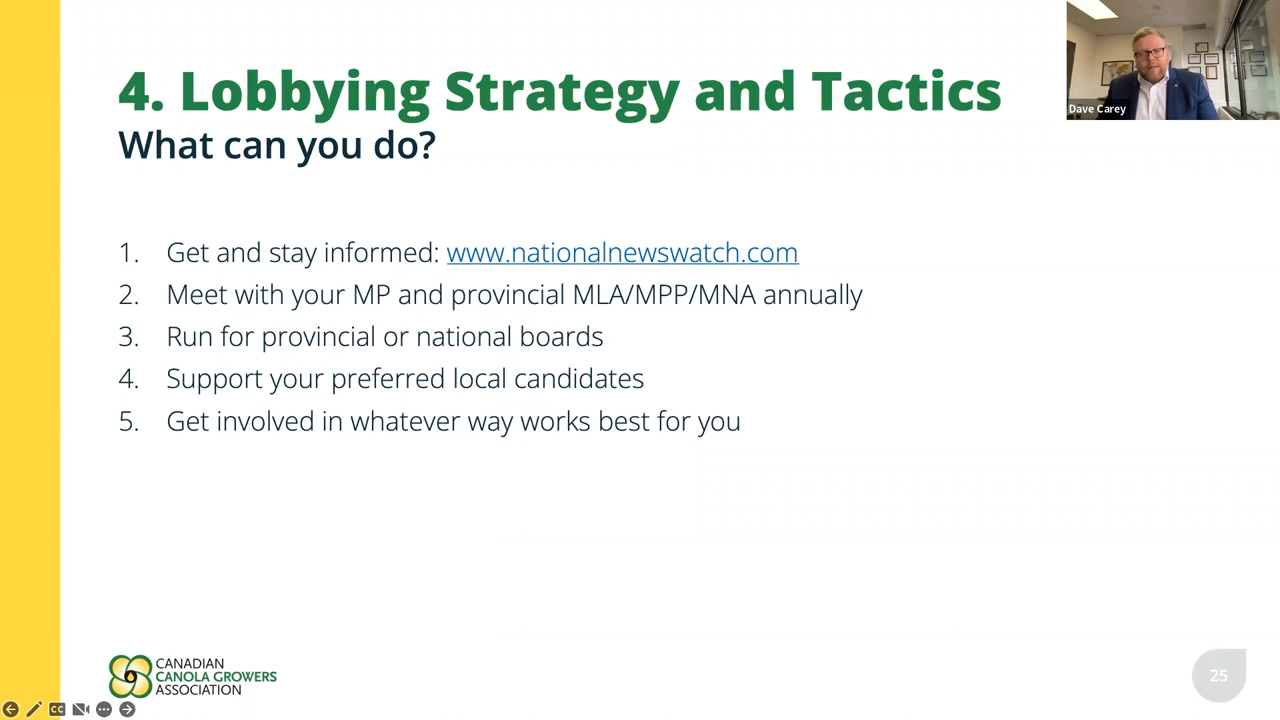 4. Lobbying Strategy and Tactics
What can you do?
Dave Carey
1. Get and stay informed: www.nationalnewswatch.com
2. Meet with your MP and provincial MLA/MPP/MNA annually
3. Run for provincial or national boards
4. Support your preferred local candidates
5. Get involved in whatever way works best for you
CANADIAN
CANOLA GROWERS
ASSOCIATION
25
CC